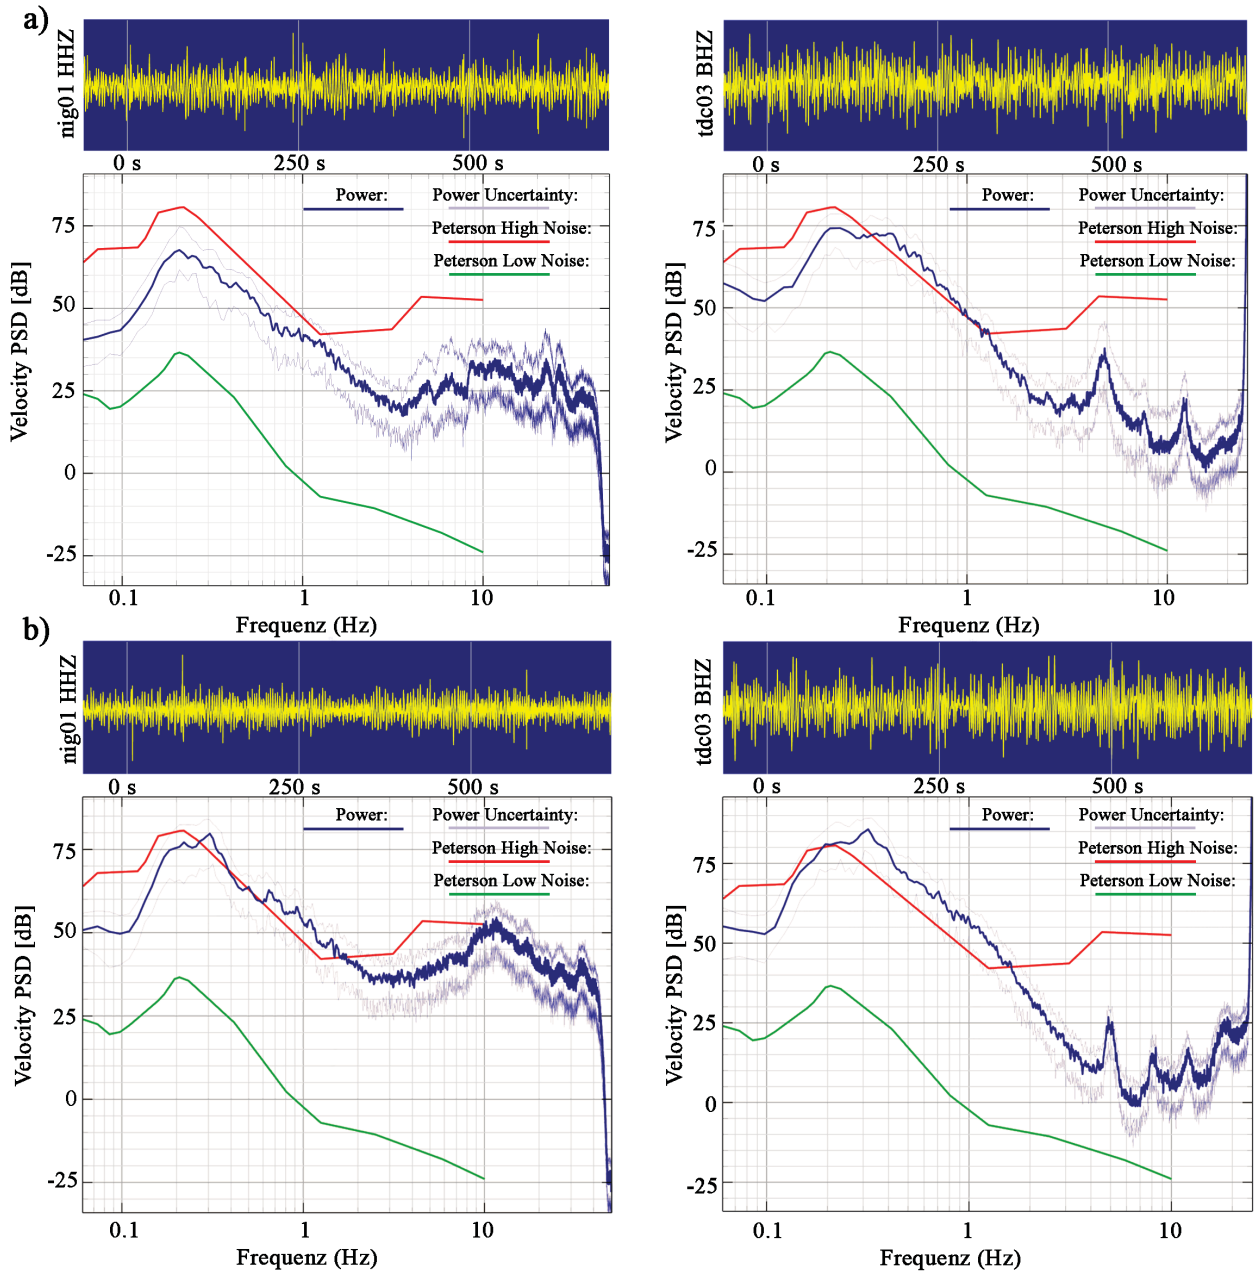 a)
nig01 HHZ
0 s 250 s 500 s
Power: Power Uncertainty:
Peterson High Noise:
Peterson Low Noise:
Velocity PSD [dB]
75
50
25
0
-25
0.1 1 10
Frequenz (Hz)
tdc03 BHZ
0 s 250 s 500 s
Power: Power Uncertainty:
Peterson High Noise:
Peterson Low Noise:
Velocity PSD [dB]
75
50
25
0
-25
0.1 1 10
Frequenz (Hz)
b)
nig01 HHZ
0 s 250 s 500 s
Power: Power Uncertainty:
Peterson High Noise:
Peterson Low Noise:
Velocity PSD [dB]
75
50
25
0
-25
0.1 1 10
Frequenz (Hz)
tdc03 BHZ
0 s 250 s 500 s
Power: Power Uncertainty:
Peterson High Noise:
Peterson Low Noise:
Velocity PSD [dB]
75
50
25
0
-25
0.1 1 10
Frequenz (Hz)